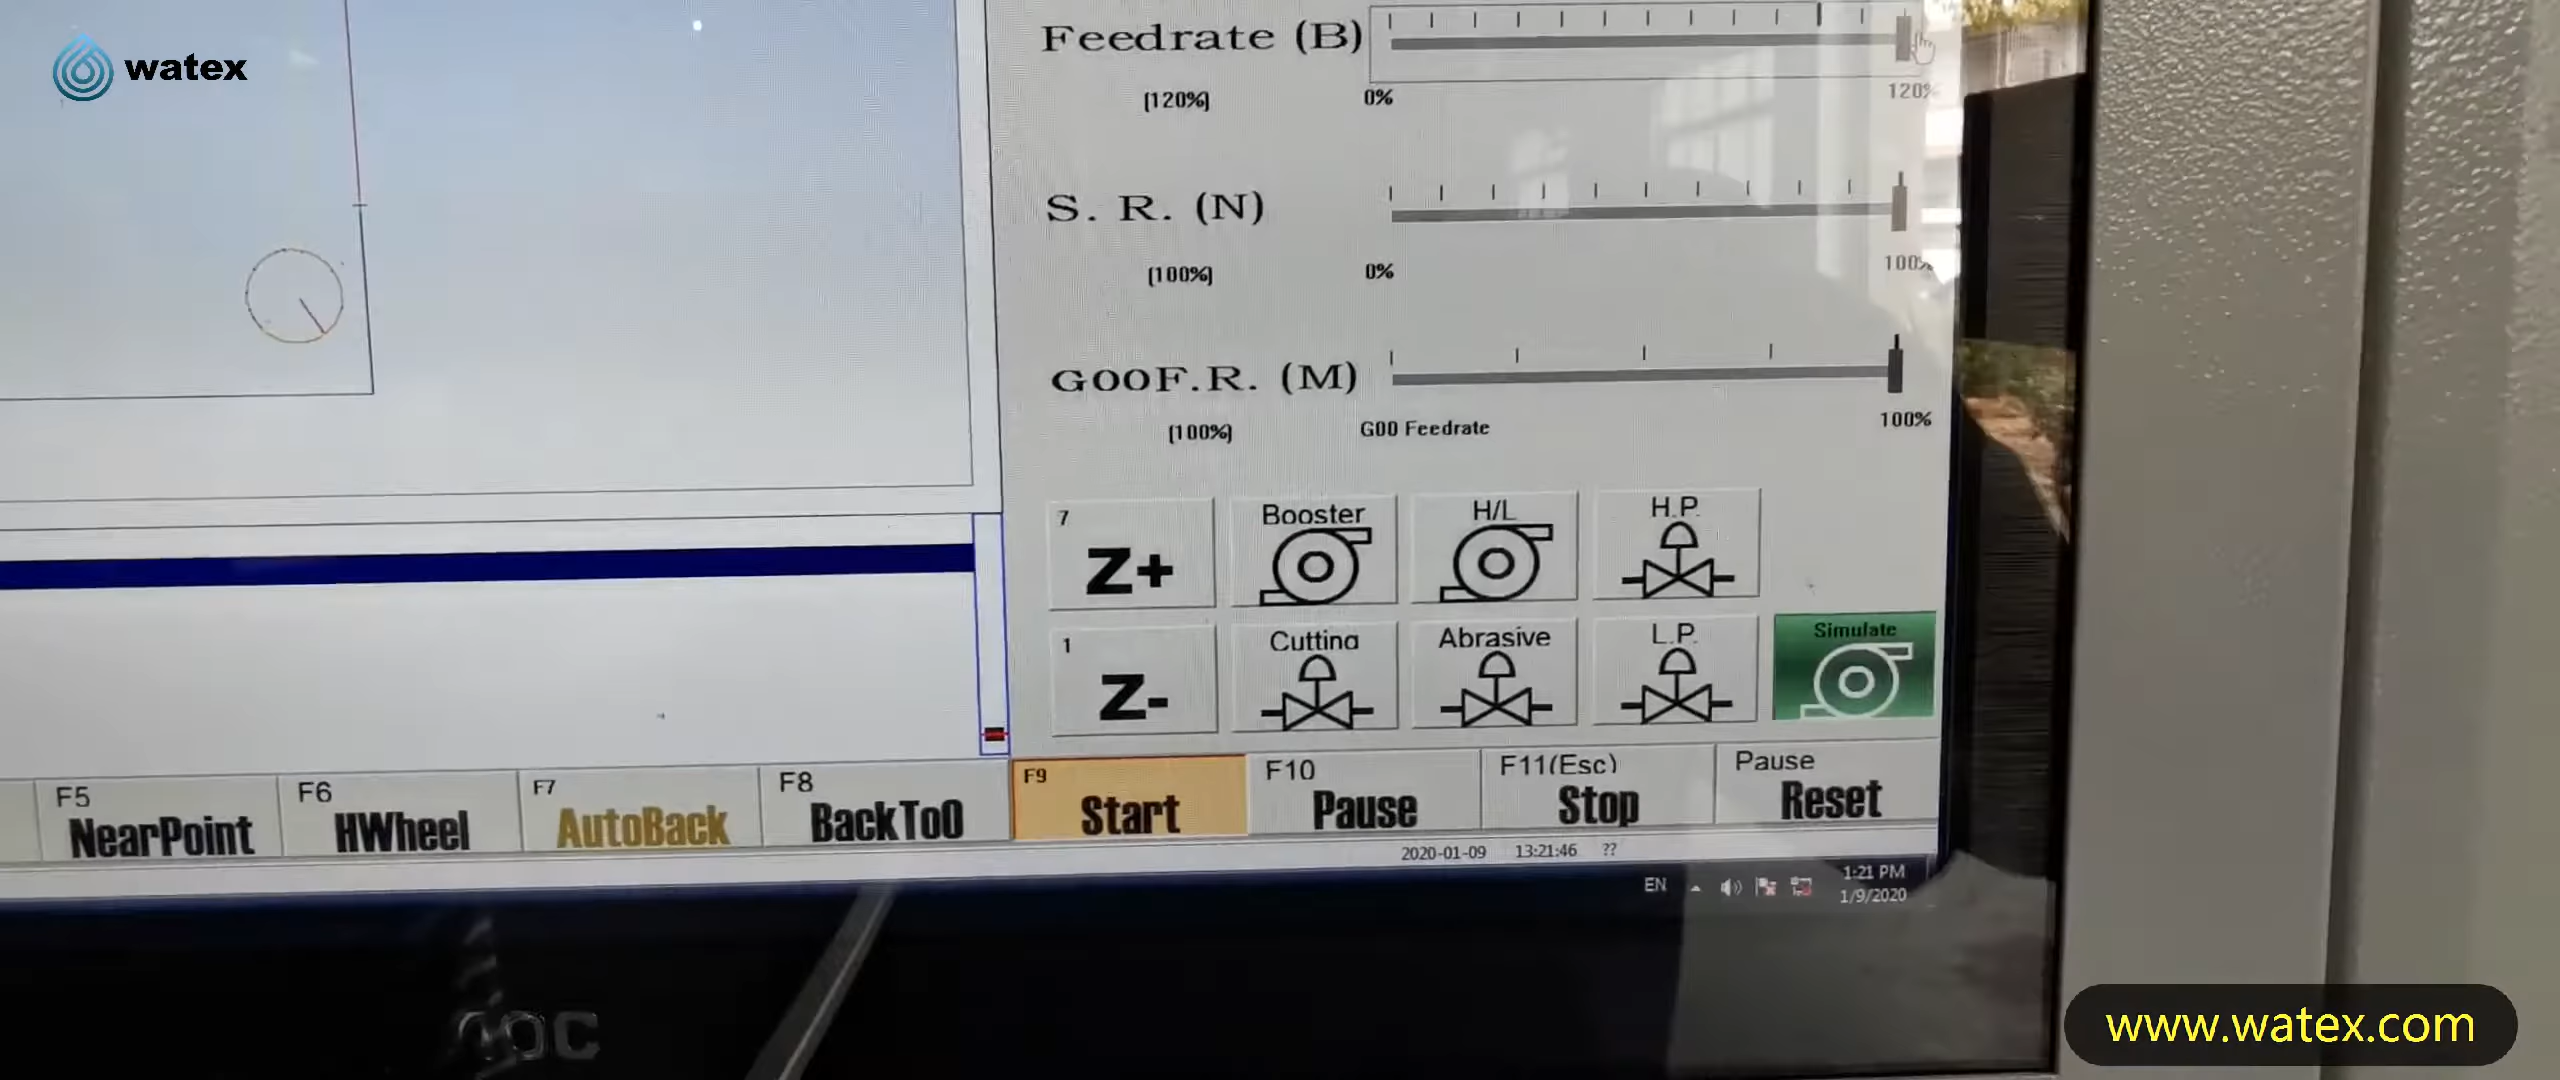 watex
Feedrate (B)
[120%]
0%
120%
S. R. (N)
[100%]
0%
100%
G00F.R. (M)
[100%]
G00 Feedrate
100%
7
Z+
Booster
H/L
H.P.
1
Z-
Cutting
Abrasive
L.P.
Simulate
F5
NearPoint
F6
HWheel
F7
AutoBack
F8
BackTo0
F9
Start
F10
Pause
F11(Esc)
Stop
Pause
Reset
2020-01-09 13:21:46 ??
EN
1:21 PM
1/9/2020
AOC
www.watex.com